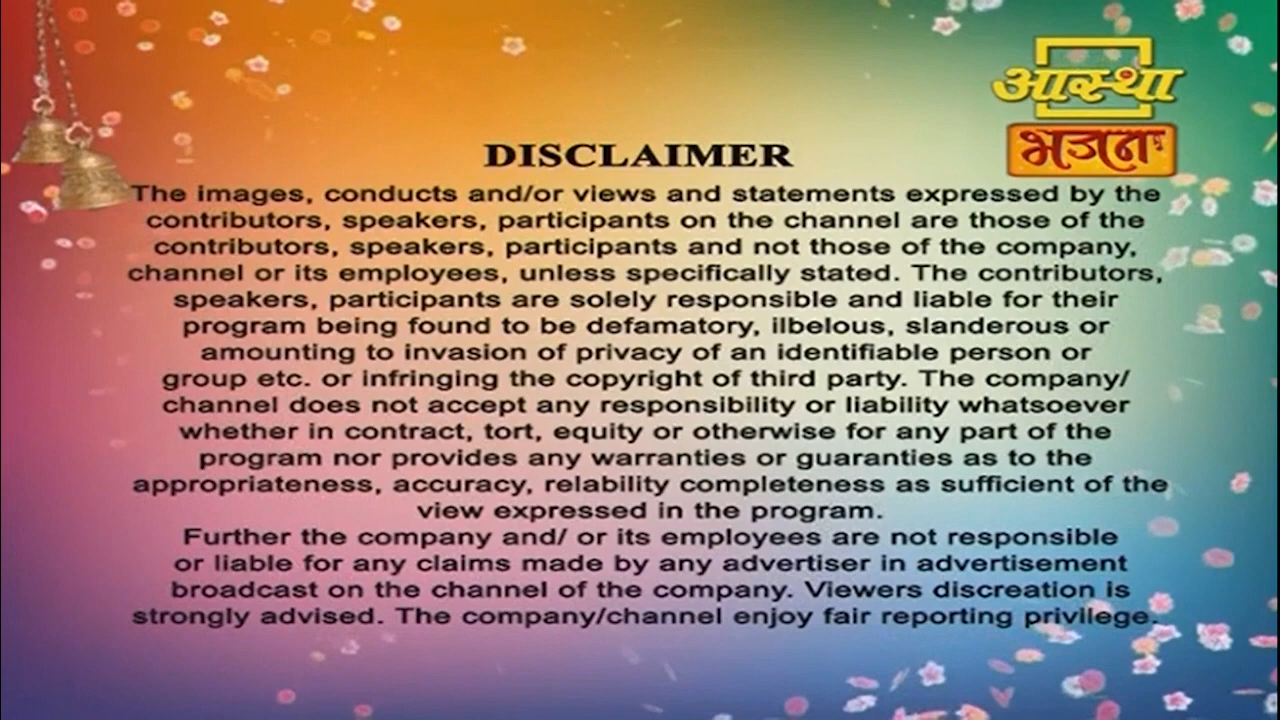 आस्था
भजन
DISCLAIMER
The images, conducts and/or views and statements expressed by the
contributors, speakers, participants on the channel are those of the
contributors, speakers, participants and not those of the company,
channel or its employees, unless specifically stated. The contributors,
speakers, participants are solely responsible and liable for their
program being found to be defamatory, ilbelous, slanderous or
amounting to invasion of privacy of an identifiable person or
group etc. or infringing the copyright of third party. The company/
channel does not accept any responsibility or liability whatsoever
whether in contract, tort, equity or otherwise for any part of the
program nor provides any warranties or guaranties as to the
appropriateness, accuracy, relability completeness as sufficient of the
view expressed in the program.
Further the company and/ or its employees are not responsible
or liable for any claims made by any advertiser in advertisement
broadcast on the channel of the company. Viewers discreation is
strongly advised. The company/channel enjoy fair reporting privilege.